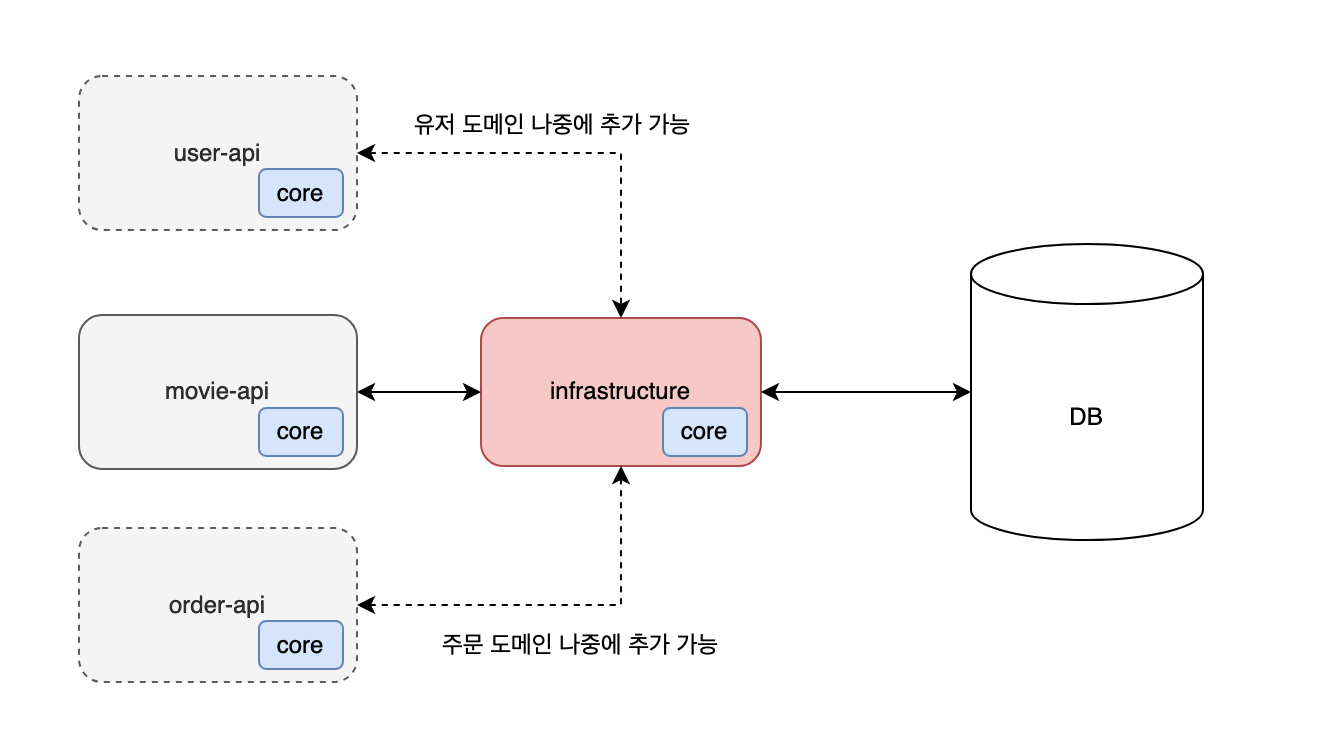 유저 도메인 나중에 추가 가능
user-api
core
movie-api
core
infrastructure
core
DB
order-api
core
주문 도메인 나중에 추가 가능